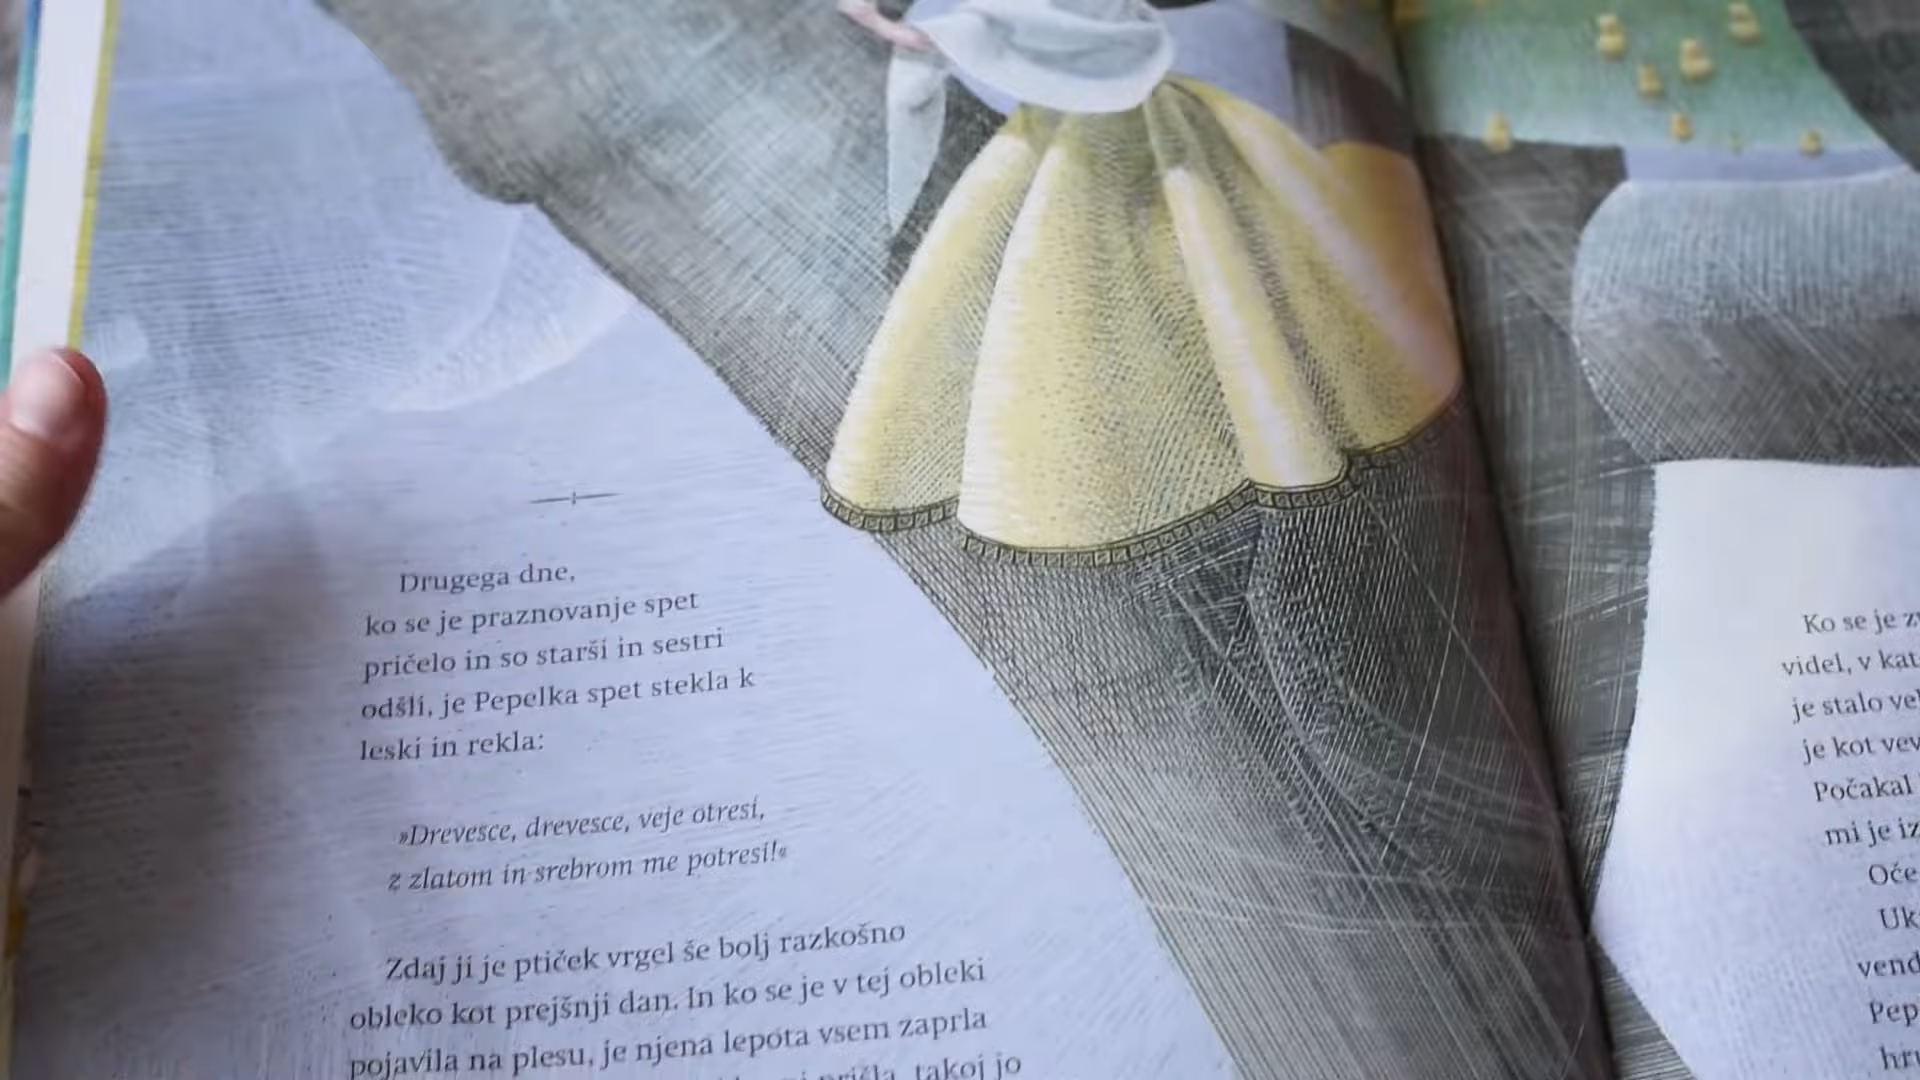 Drugega dne,
ko se je praznovanje spet
pričelo in so starši in sestri
odšli, je Pepelka spet stekla k
leski in rekla:
»Drevesce, drevesce, veje otresi,
z zlatom in srebrom me potresi!«
Zdaj ji je ptiček vrgel še bolj razkošno
obleko kot prejšnji dan. In ko se je v tej obleki
pojavila na plesu, je njena lepota vsem zaprla
takoj jo
Ko se je
videl, v
je stalo
je kot
Počakal
mi je
Oče